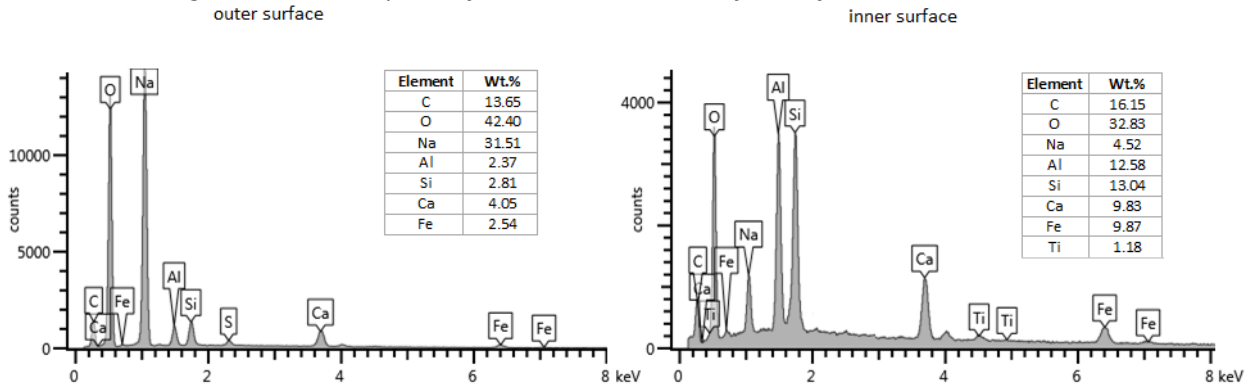 outer surface
O
Na
Element Wt.%
C 13.65
O 42.40
Na 31.51
Al 2.37
Si 2.81
Ca 4.05
Fe 2.54
10000
counts
5000
Al
C
Fe
Si
Ca
S
Ca
Fe
Fe
0
0 2 4 6 8 keV
inner surface
Element Wt.%
C 16.15
O 32.83
Na 4.52
Al 12.58
Si 13.04
Ca 9.83
Fe 9.87
Ti 1.18
4000
Al
O
Si
counts
Na
C
Fe
Ca
Ca
Ti
Ti
Ti
Fe
Fe
0
0 2 4 6 8 keV